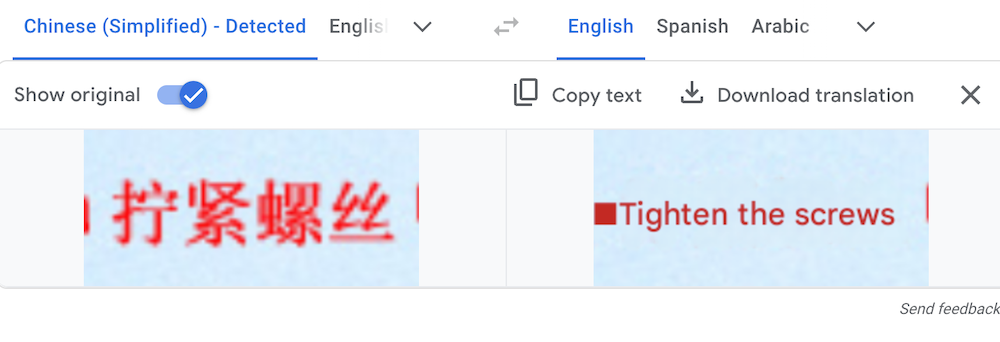 Chinese (Simplified) - Detected Englis English Spanish Arabic
Show original Copy text Download translation
拧紧螺丝 Tighten the screws
Send feedback